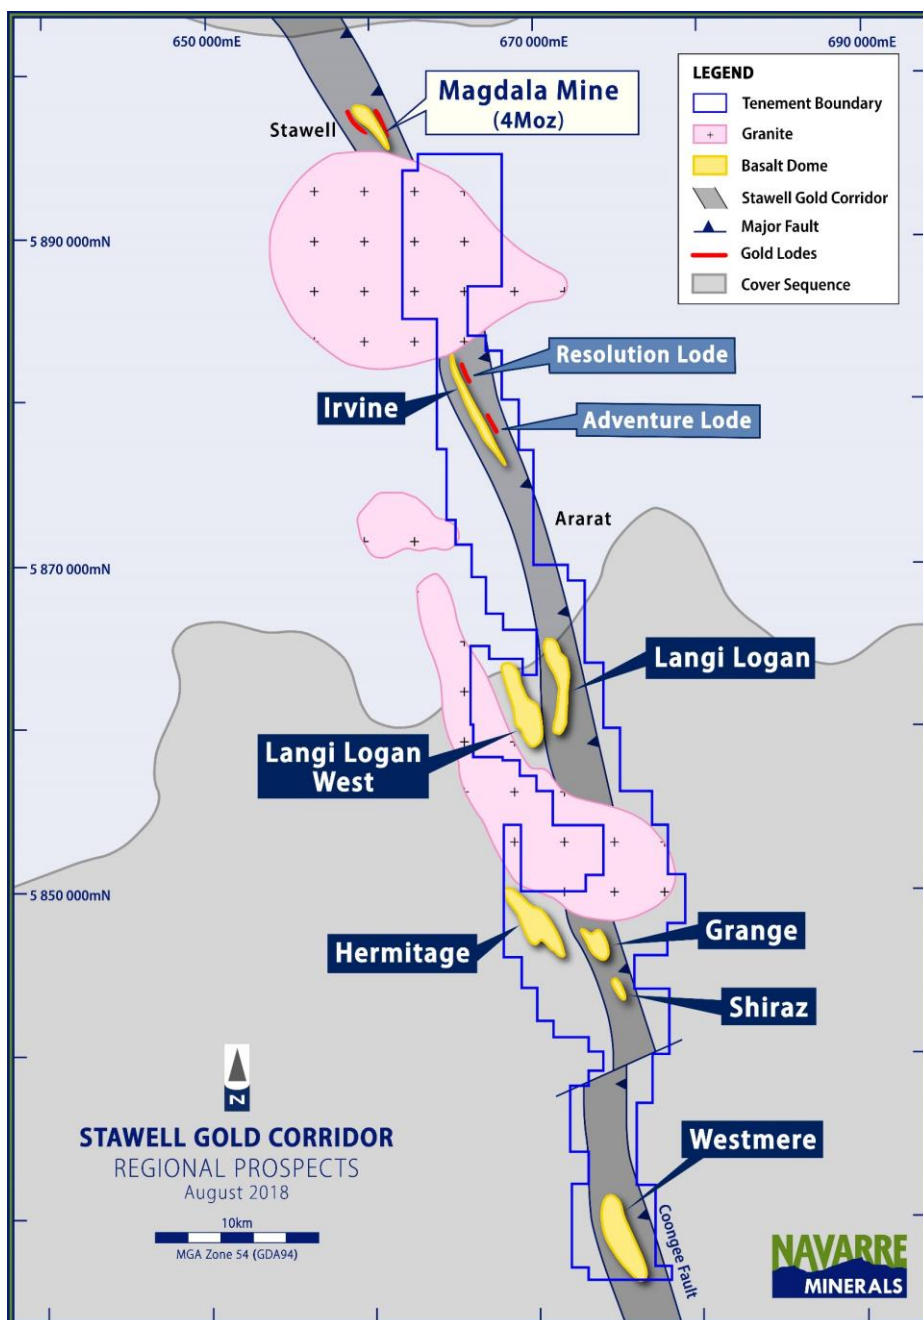 650 000mE
670 000mE
690 000mE
LEGEND
Tenement Boundary
Granite
Basalt Dome
Stawell Gold Corridor
Major Fault
Gold Lodes
Cover Sequence
Magdala Mine
(4Moz)
Stawell
5 890 000mN
Resolution Lode
Irvine
Adventure Lode
Ararat
5 870 000mN
Langi Logan
Langi Logan
West
5 850 000mN
Grange
Hermitage
Shiraz
N
STAWELL GOLD CORRIDOR
REGIONAL PROSPECTS
August 2018
10km
MGA Zone 54 (GDA94)
Westmere
Coongee Fault
NAVARRE
MINERALS